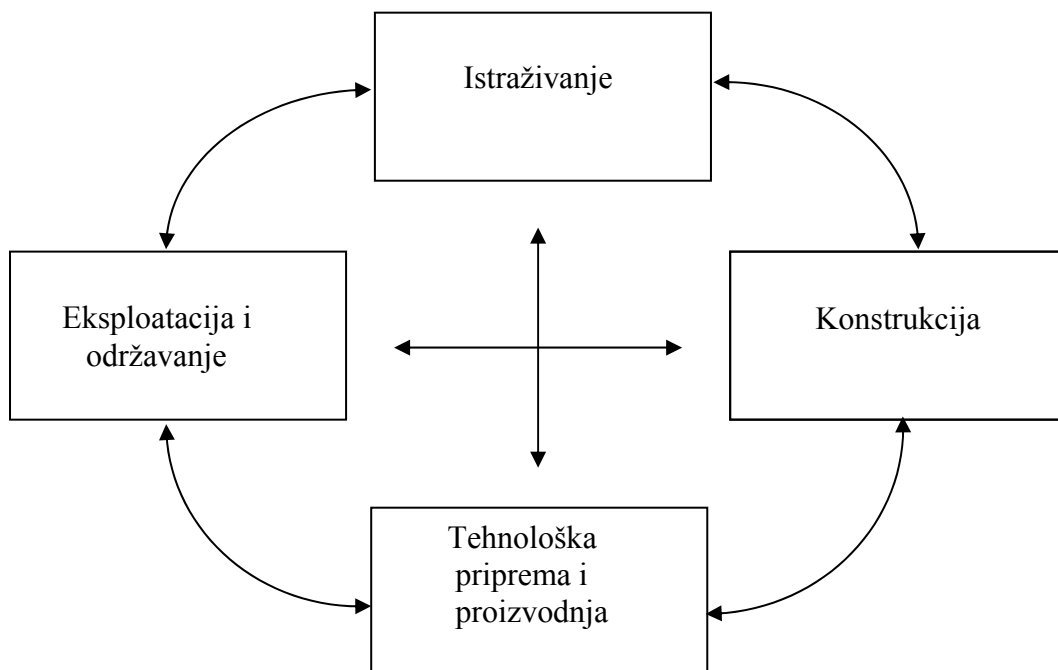 Istraživanje
Eksploatacija i
održavanje
Konstrukcija
Tehnološka
priprema i
proizvodnja